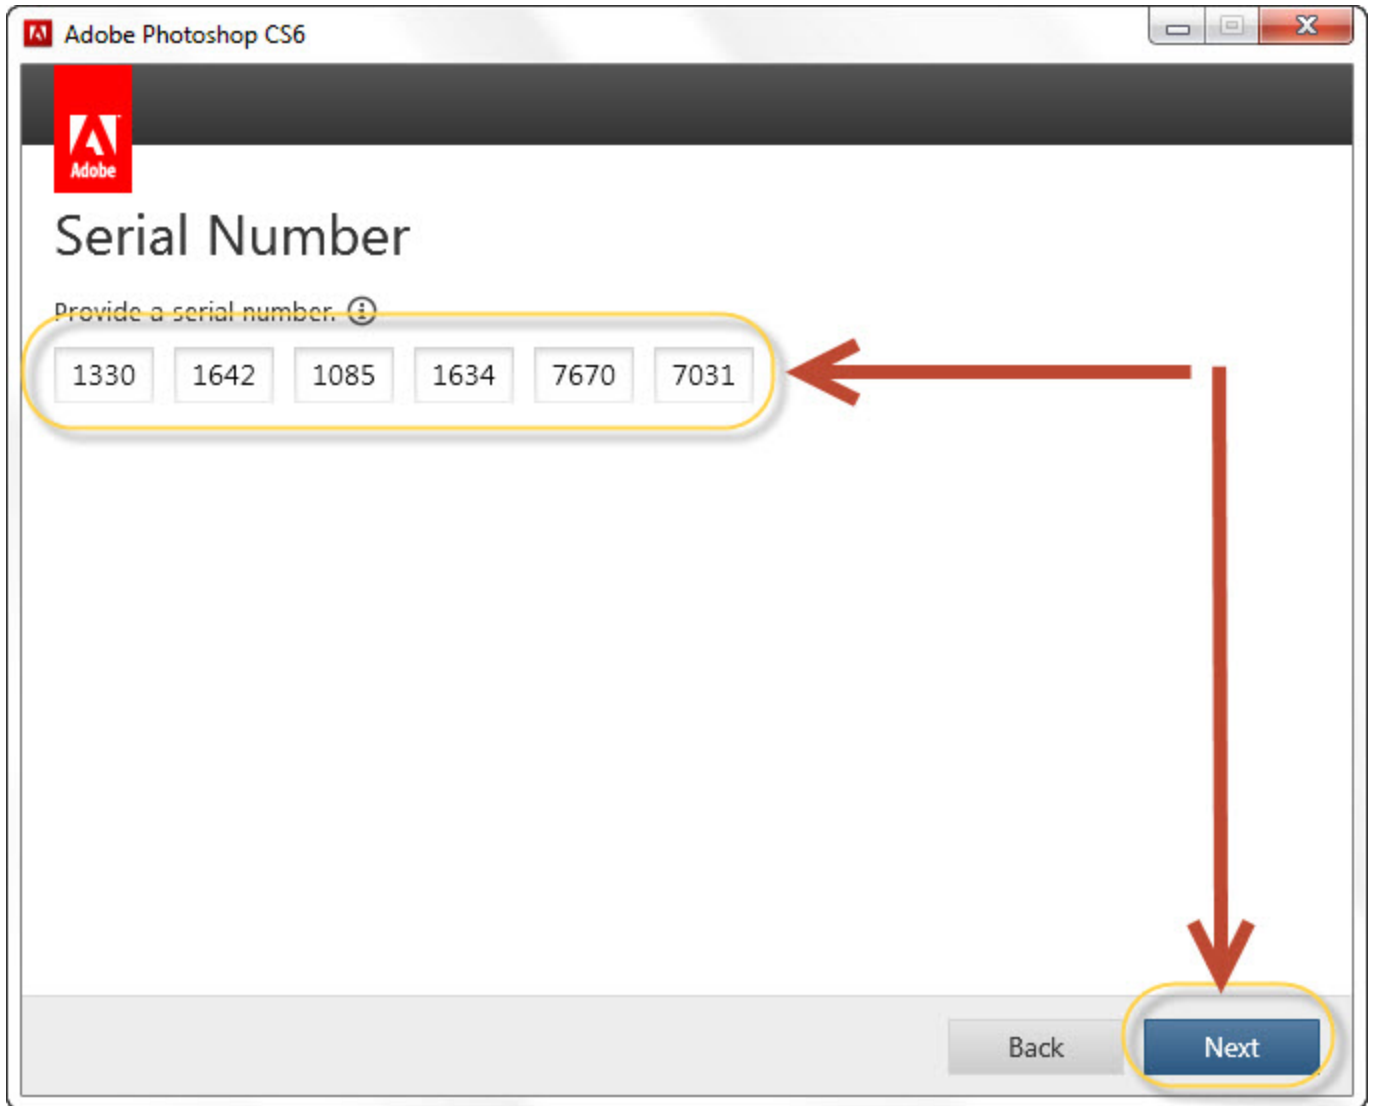 Adobe Photoshop CS6
Adobe
Serial Number
Provide a serial number.
1330 1642 1085 1634 7670 7031
Back Next